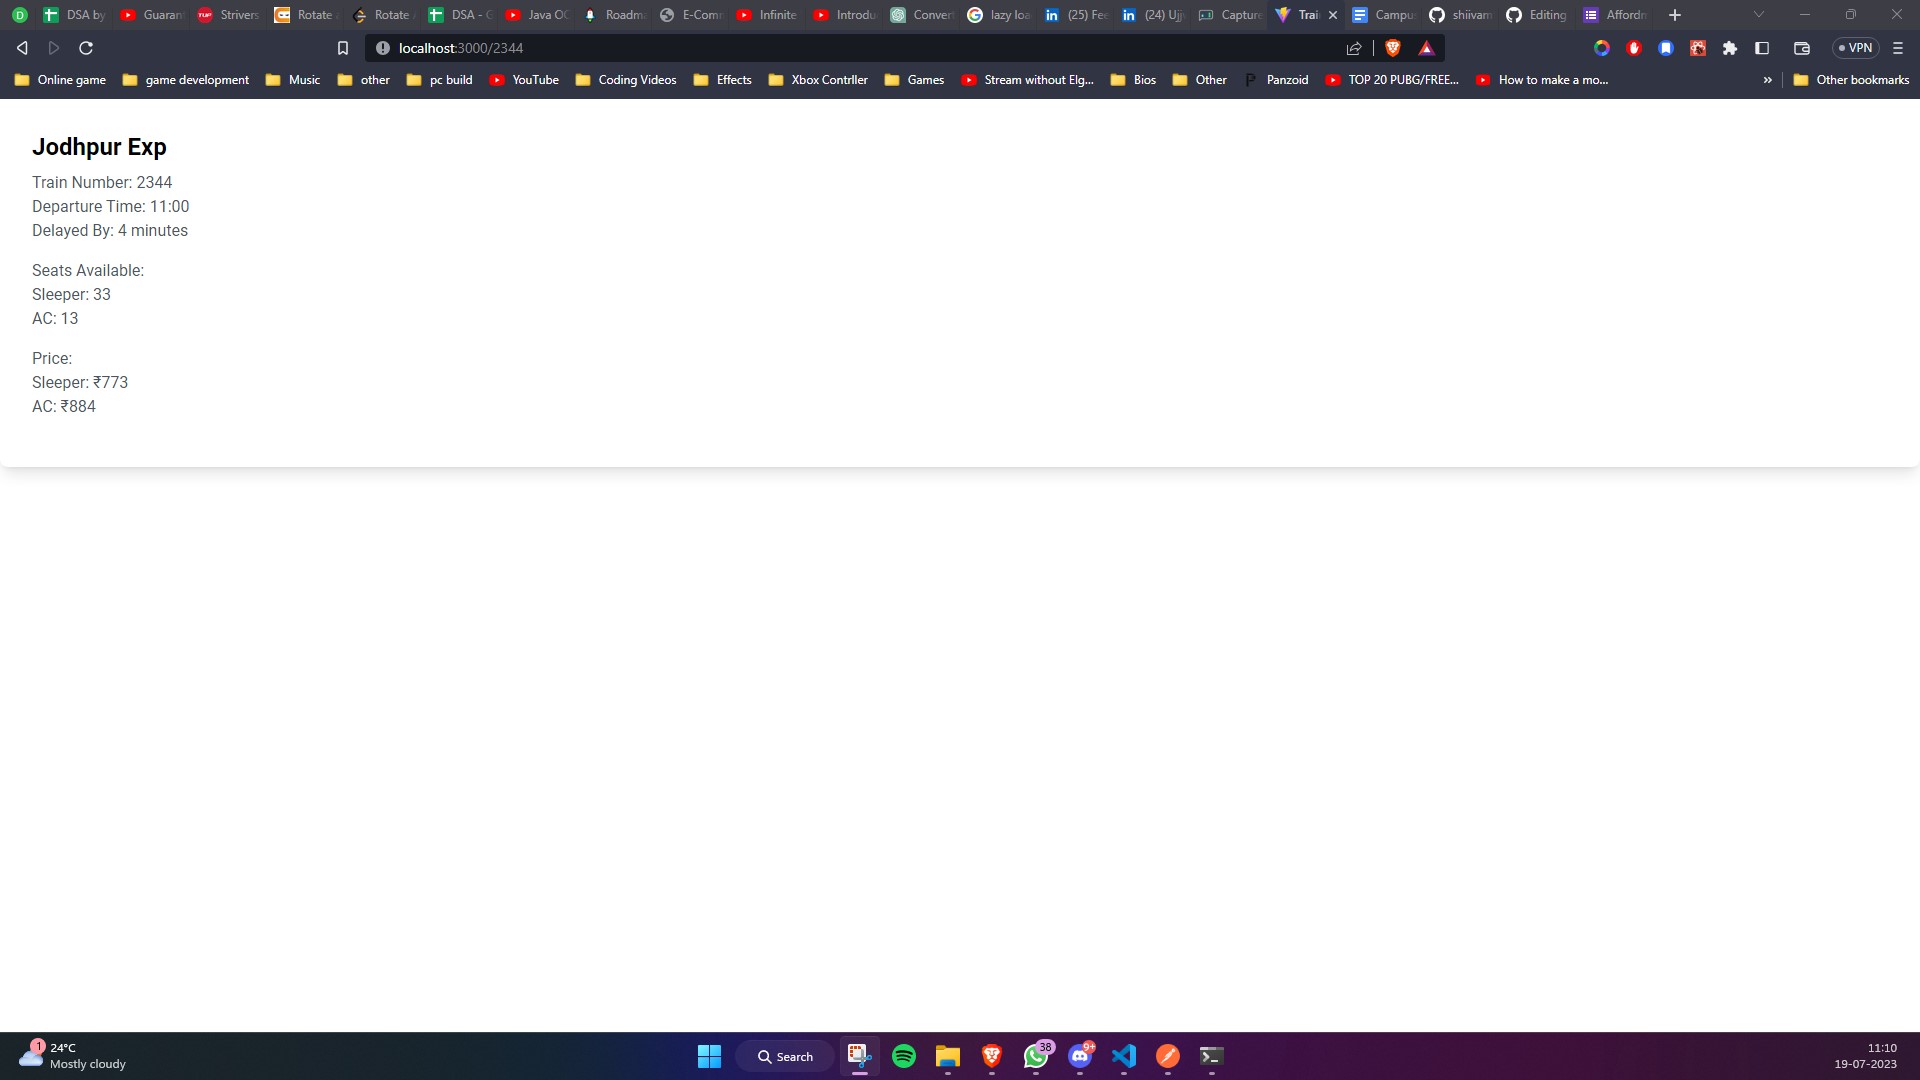 DSA by
Guaran
Strivers
Rotate
Rotate
DSA - G
Java OC
Roadm
E-Com
Infinite
Introdu
Conver
lazy loa
(25) Fee
(24) Ujj
Capture
Trai
Campu
shiivam
Editing
Afford
localhost:3000/2344
VPN
Online game
game development
Music
other
pc build
YouTube
Coding Videos
Effects
Xbox Contrller
Games
Stream without Elg...
Bios
Other
Panzoid
TOP 20 PUBG/FREE...
How to make a mo...
»
Other bookmarks
Jodhpur Exp
Train Number: 2344
Departure Time: 11:00
Delayed By: 4 minutes
Seats Available:
Sleeper: 33
AC: 13
Price:
Sleeper: ₹773
AC: ₹884
1
24°C
Mostly cloudy
Search
38
9+
11:10
19-07-2023